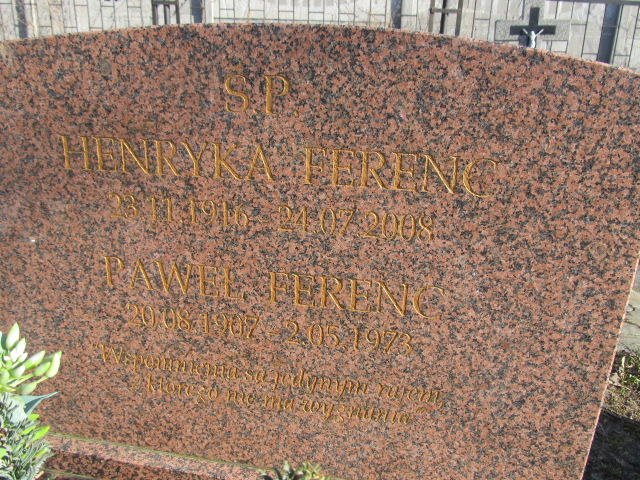 S.P.
HENRYKA FERENC
23.11.1916 - 24.07.2008
PAWEŁ FERENC
20.08.1907 - 2.05.1973
"Wspomnienia są jedynym rajem,
z którego nie ma wygnania"